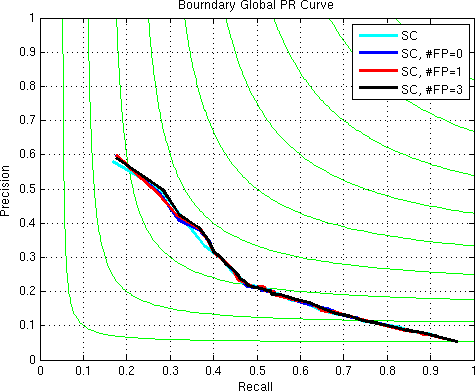 Bourndary Global PR Curve
SC
SC, #FP=0
SC, #FP=1
SC, #FP=3
Precision
1
0.9
0.8
0.7
0.6
0.5
0.4
0.3
0.2
0.1
0
0 0.1 0.2 0.3 0.4 0.5 0.6 0.7 0.8 0.9 1
Recall